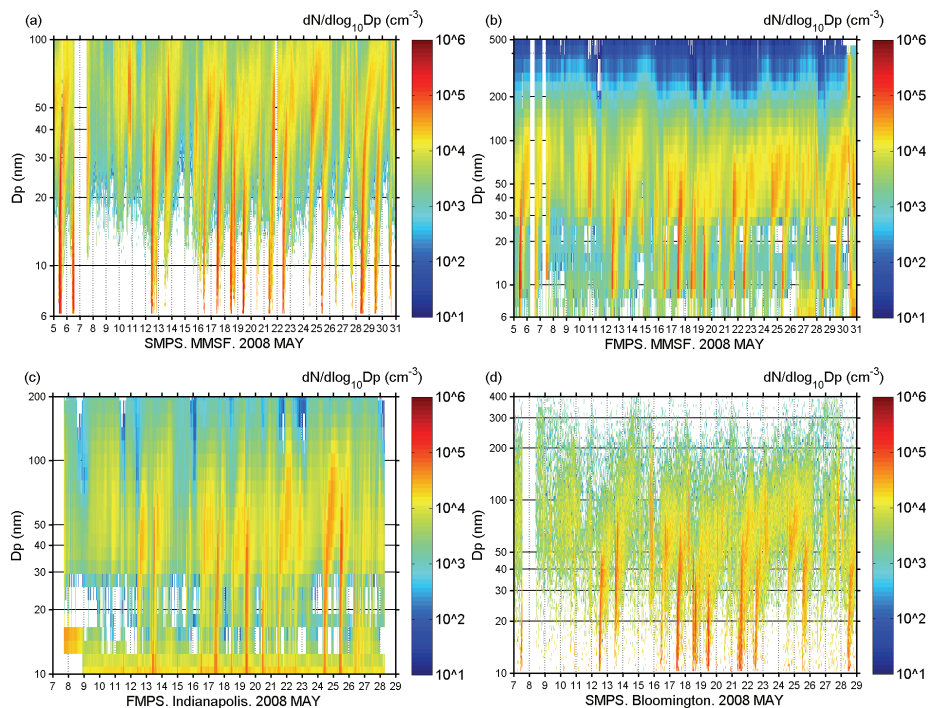 (a) dN/dlog10Dp (cm-3) (b) dN/dlog10Dp (cm-3)
100 10^6 500 10^6
10^5 200 10^5
50 100
40 10^4 10^4
30 50
Dp (nm) Dp (nm)
40
20 10^3 30 10^3
20
10 10^2 10 10^2
6 10^1 6 10^1
5 6 7 8 9 10 11 12 13 14 15 16 17 18 19 20 21 22 23 24 25 26 27 28 29 30 31 5 6 7 8 9 10 11 12 13 14 15 16 17 18 19 20 21 22 23 24 25 26 27 28 29 30 31
SMPS. MMSF. 2008 MAY FMPS. MMSF. 2008 MAY
(c) dN/dlog10Dp (cm-3) (d) dN/dlog10Dp (cm-3)
200 10^6 400 10^6
300
10^5 200 10^5
100
10^4 100 10^4
Dp (nm) Dp (nm)
50 50
40 10^3 40 10^3
30 30
20 10^2 20 10^2
10 10^1 10 10^1
7 8 9 10 11 12 13 14 15 16 17 18 19 20 21 22 23 24 25 26 27 28 29 7 8 9 10 11 12 13 14 15 16 17 18 19 20 21 22 23 24 25 26 27 28 29
FMPS. Indianapolis. 2008 MAY SMPS. Bloomington. 2008 MAY